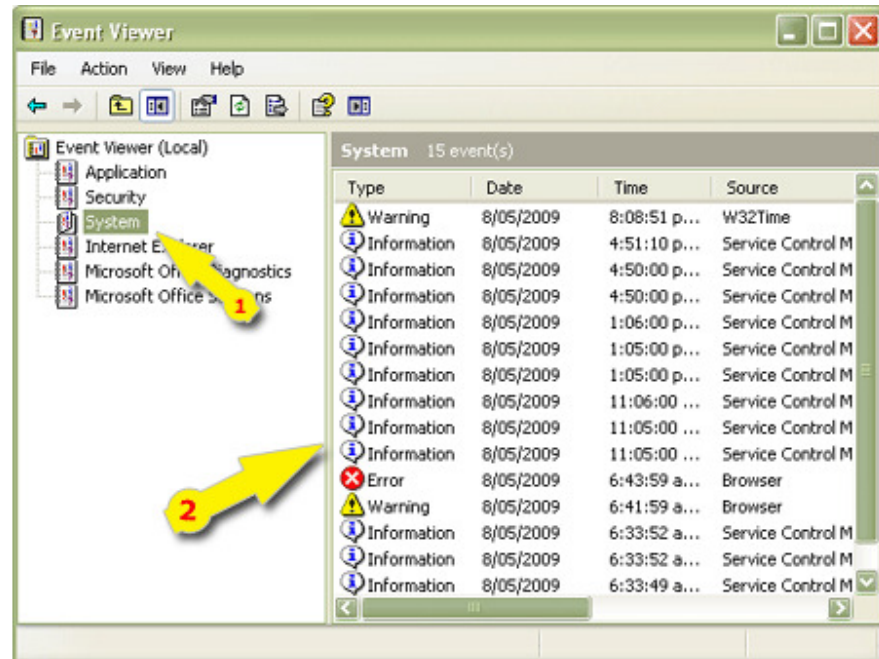 Event Viewer
File Action View Help
Event Viewer (Local)
Application
Security
System
Internet Explorer
Microsoft Office Diagnostics
Microsoft Office Sessions
1
2
System 15 event(s)
Type Date Time Source
Warning 8/05/2009 8:08:51 p... W32Time
Information 8/05/2009 4:51:10 p... Service Control M
Information 8/05/2009 4:50:00 p... Service Control M
Information 8/05/2009 4:50:00 p... Service Control M
Information 8/05/2009 1:06:00 p... Service Control M
Information 8/05/2009 1:05:00 p... Service Control M
Information 8/05/2009 1:05:00 p... Service Control M
Information 8/05/2009 11:06:00 ... Service Control M
Information 8/05/2009 11:05:00 ... Service Control M
Information 8/05/2009 11:05:00 ... Service Control M
Error 8/05/2009 6:43:59 a... Browser
Warning 8/05/2009 6:41:59 a... Browser
Information 8/05/2009 6:33:52 a... Service Control M
Information 8/05/2009 6:33:52 a... Service Control M
Information 8/05/2009 6:33:49 a... Service Control M